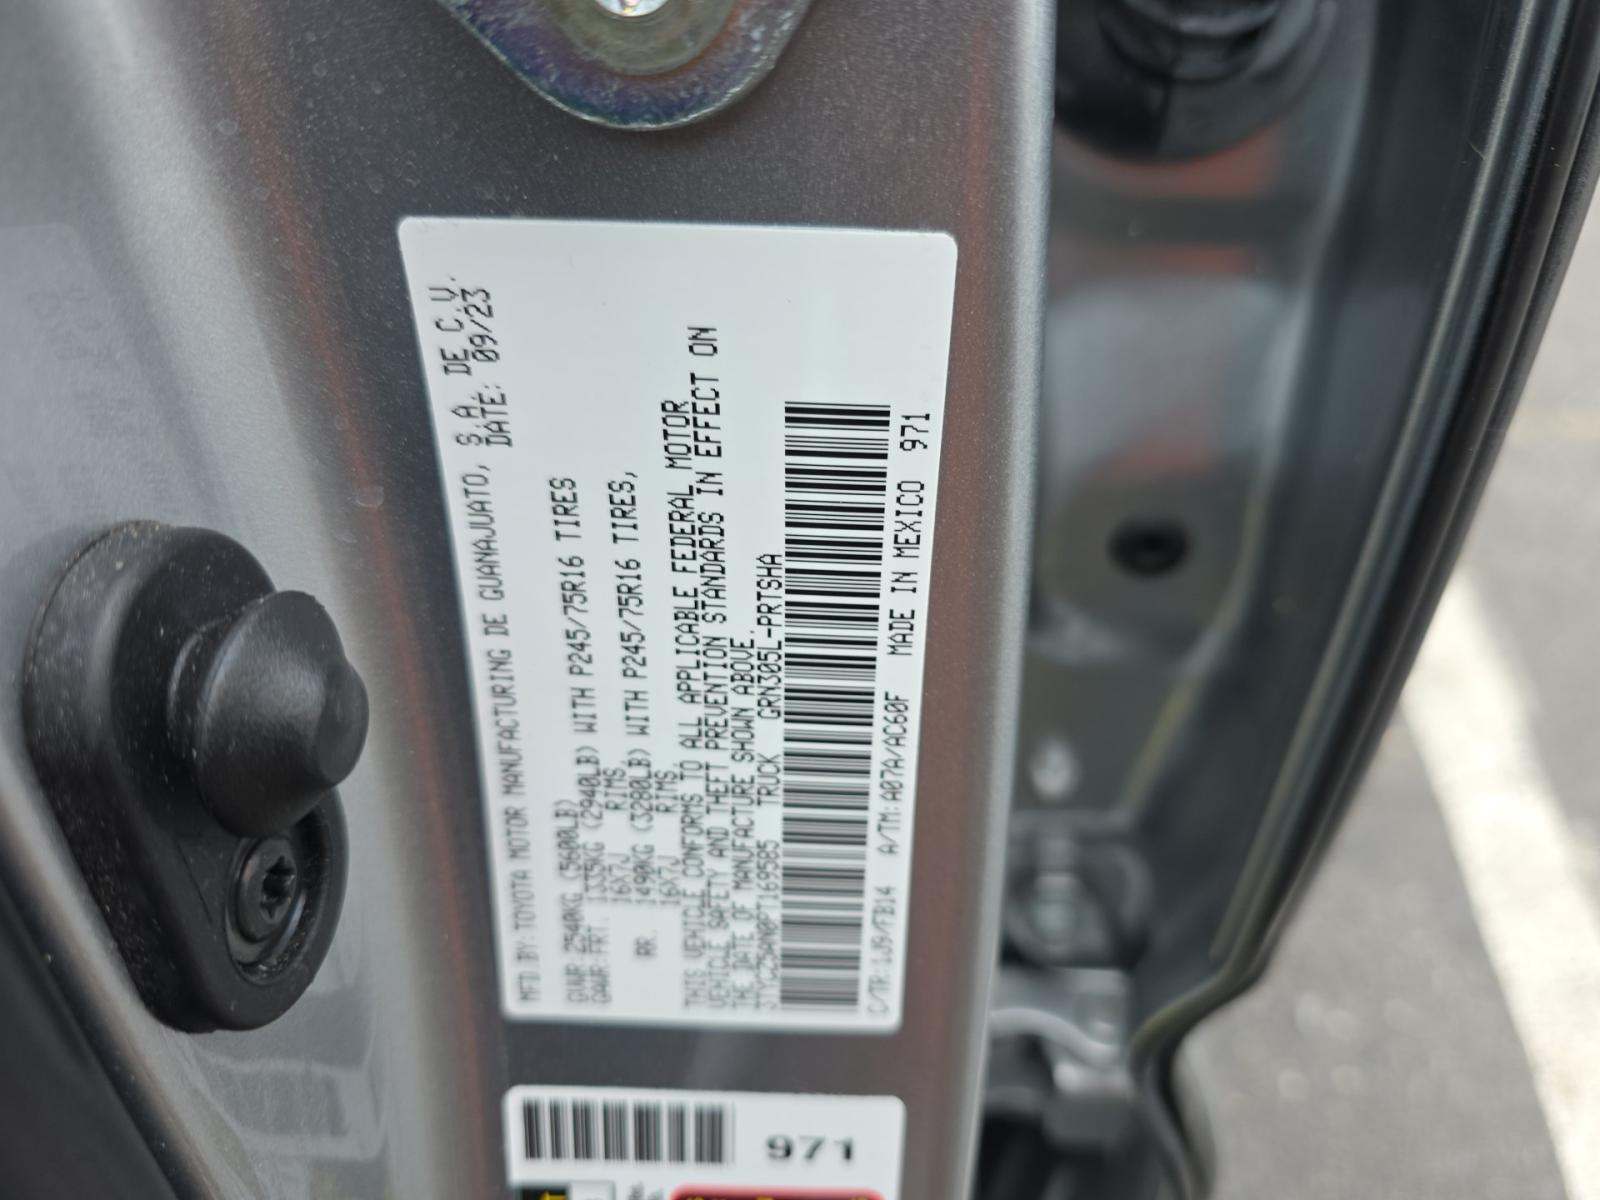 MFD BY: TOYOTA MOTOR MANUFACTURING DE GUANAJUATO, S.A. DE C.V.
DATE: 09/23
GVWR 2540KG (5600LB)
GAWR:FRT. 1335KG (2940LB) WITH P245/75R16 TIRES
16X7J RIMS
RR. 1490KG (3280LB) WITH P245/75R16 TIRES,
16X7J RIMS
THIS VEHICLE CONFORMS TO ALL APPLICABLE FEDERAL MOTOR
VEHICLE SAFETY AND THEFT PREVENTION STANDARDS IN EFFECT ON
THE DATE OF MANUFACTURE SHOWN ABOVE.
TRUCK GRN305L-PRTSHA
C/TR:1J9/FB14 A/TM:A07A/AC60F MADE IN MEXICO 971
971